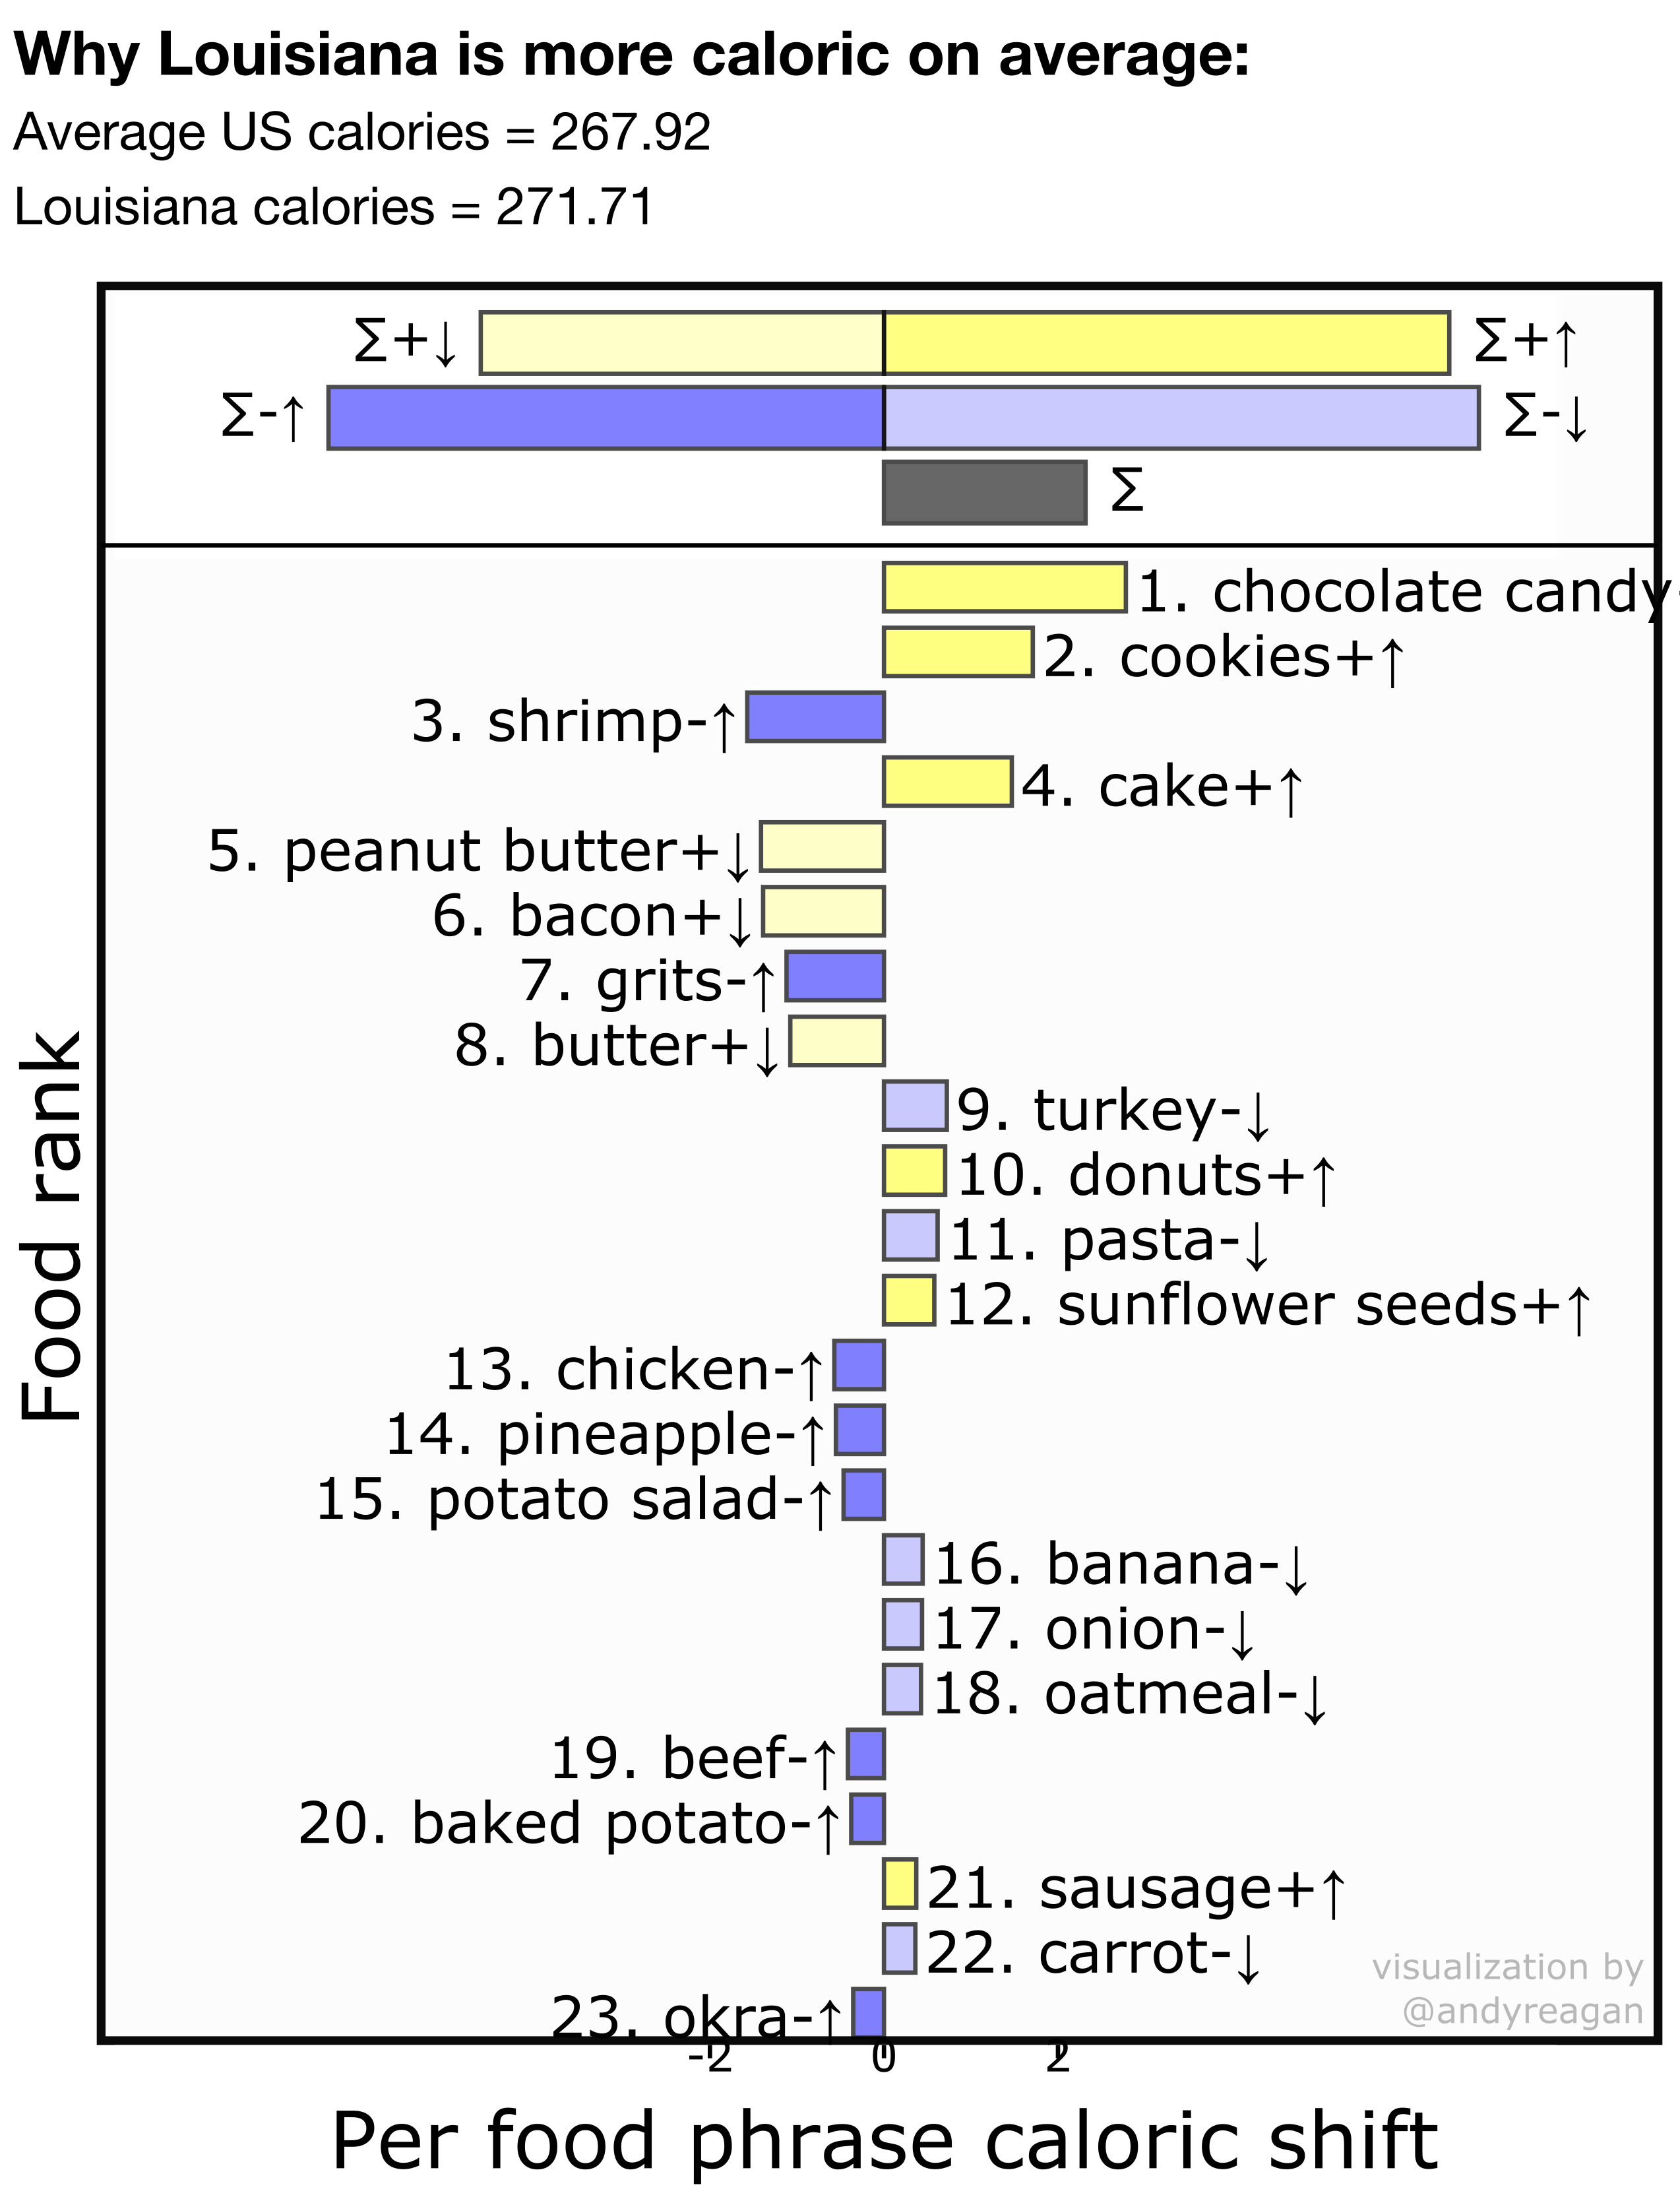 Why Louisiana is more caloric on average:
Average US calories = 267.92
Louisiana calories = 271.71
Σ+↓ Σ+↑
Σ-↑ Σ-↓
Σ
1. chocolate candy
2. cookies+↑
3. shrimp-↑
4. cake+↑
5. peanut butter+↓
6. bacon+↓
7. grits-↑
8. butter+↓
9. turkey-↓
10. donuts+↑
11. pasta-↓
12. sunflower seeds+↑
13. chicken-↑
14. pineapple-↑
15. potato salad-↑
16. banana-↓
17. onion-↓
18. oatmeal-↓
19. beef-↑
20. baked potato-↑
21. sausage+↑
22. carrot-↓
23. okra-↑
Food rank
visualization by
@andyreagan
-2 0 2
Per food phrase caloric shift